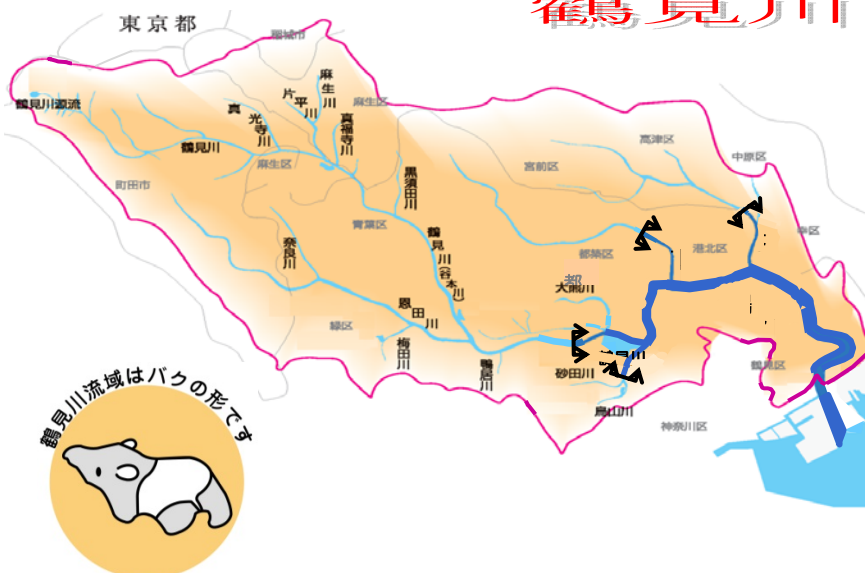 鶴見川
東京都
稲城市
鶴見川源流
麻生川
片平川
麻生区
真光寺川
真福寺川
鶴見川
麻生区
町田市
黒須田川
宮前区
高津区
中原区
幸区
青葉区
鶴見川(谷本川)
都築区
港北区
都
大熊川
奈良川
恩田川
緑区
梅田川
鴨居川
砂田川
鳥山川
鶴見区
神奈川区
鶴見川流域はバクの形です